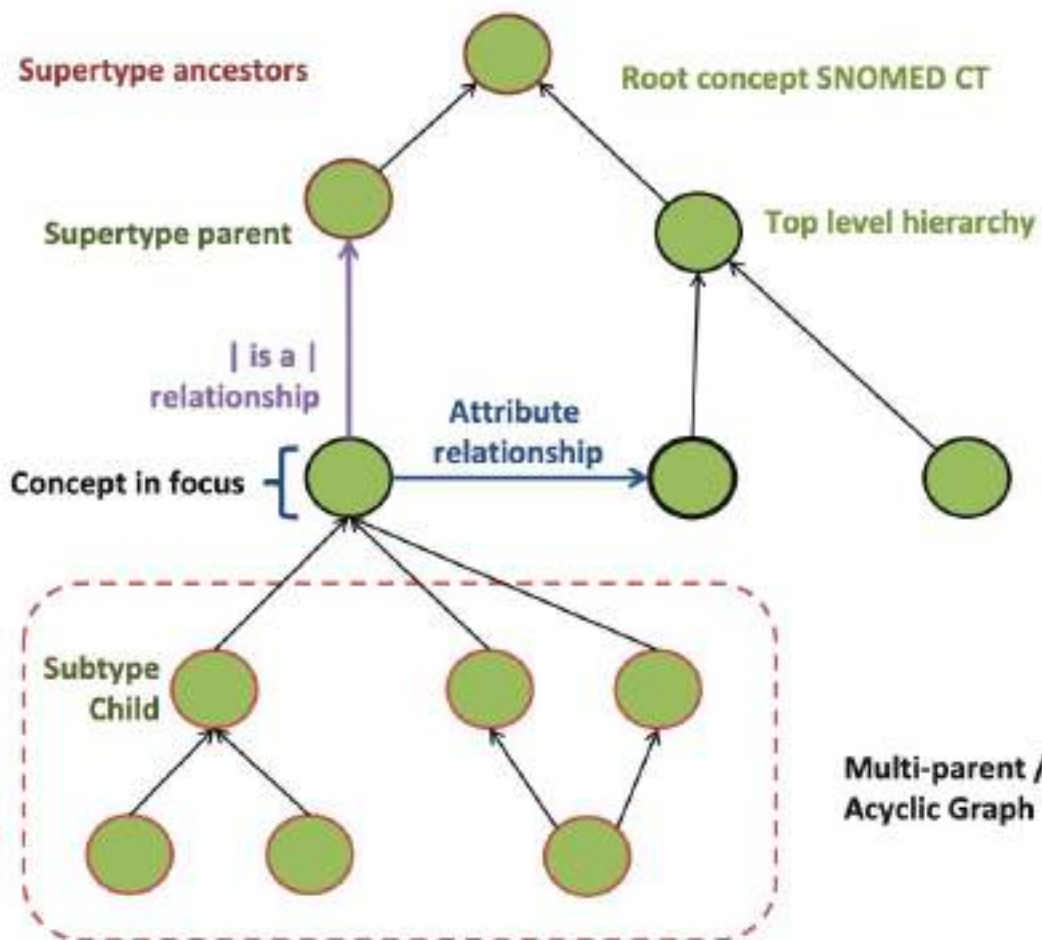 Supertype ancestors
Root concept SNOMED CT
Supertype parent
Top level hierarchy
| is a |
relationship
Attribute
relationship
Concept in focus
Subtype
Child
Multi-parent /
Acyclic Graph